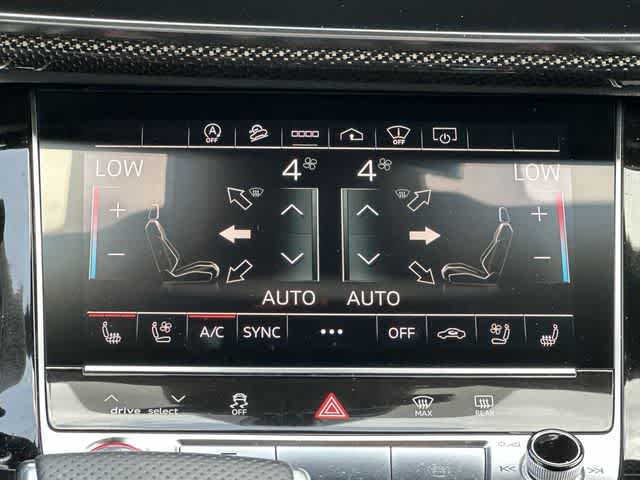 A OFF OFF
LOW 4 4 LOW
AUTO AUTO
A/C SYNC OFF
drive select OFF MAX REAR